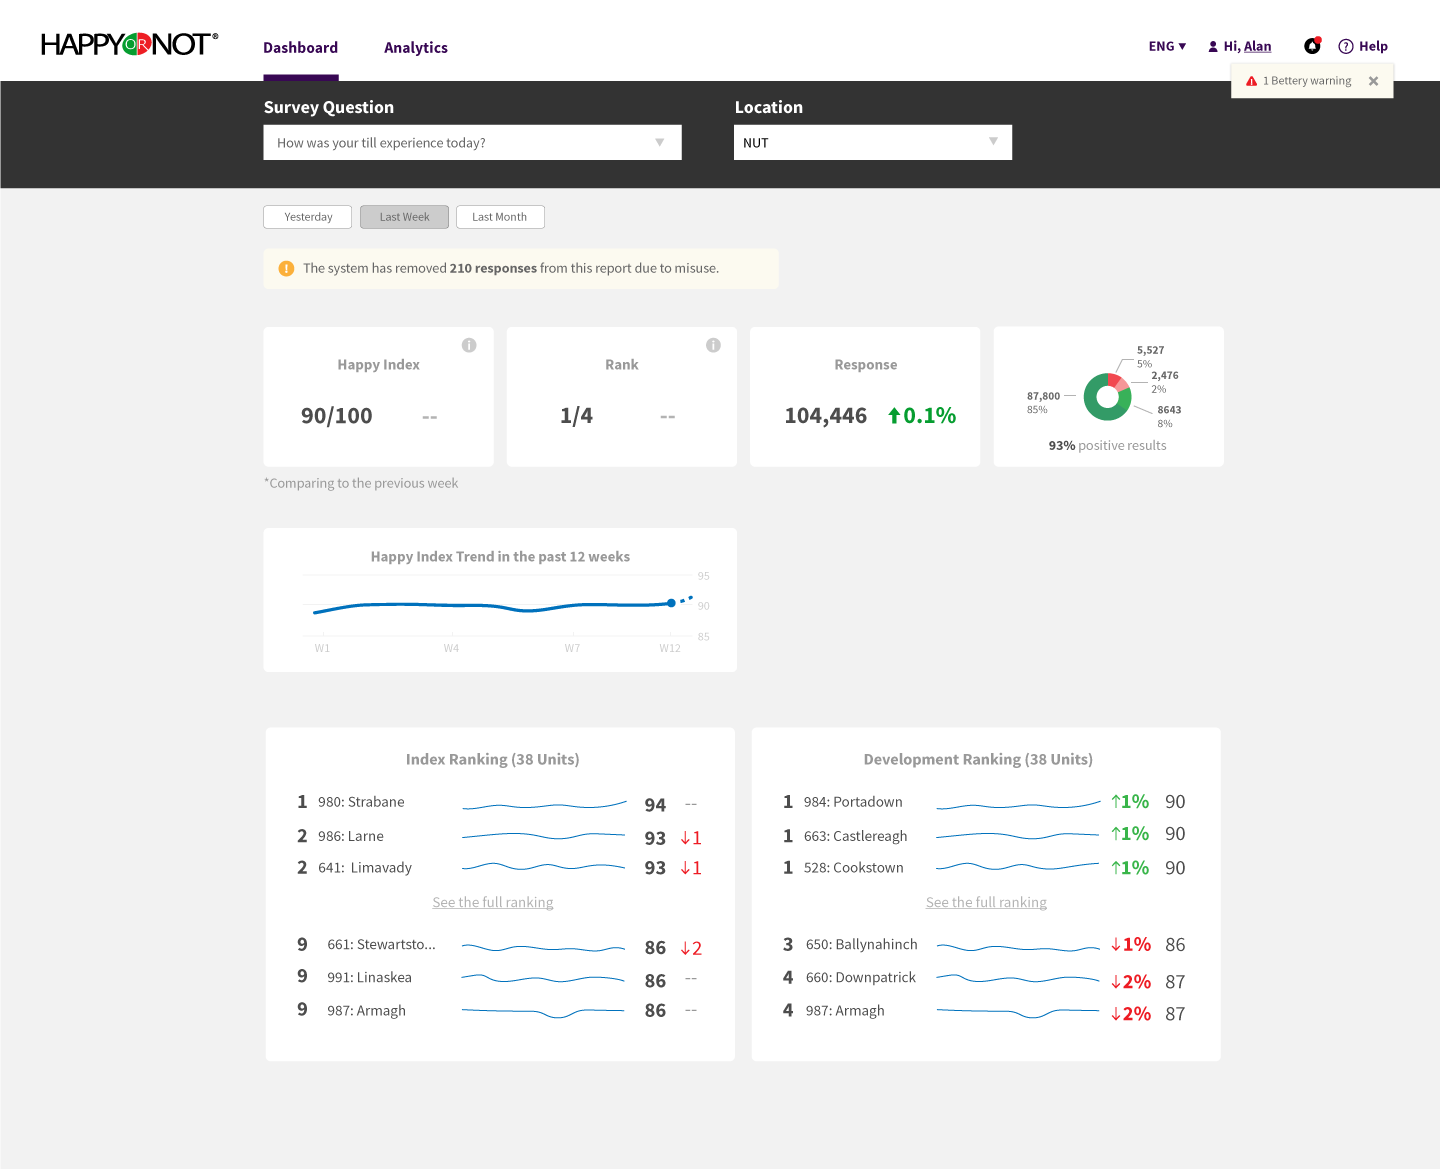 HAPPY OR NOT®
Dashboard
Analytics
ENG ▼
Hi, Alan
? Help
1 Bettery warning ✖
Survey Question
Location
How was your till experience today?
NUT
Yesterday
Last Week
Last Month
! The system has removed 210 responses from this report due to misuse.
i
Happy Index
90/100 --
i
Rank
1/4 --
Response
104,446 0.1%
5,527
5%
2,476
2%
87,800
85%
8643
8%
93% positive results
*Comparing to the previous week
Happy Index Trend in the past 12 weeks
95
90
85
W1 W4 W7 W12
Index Ranking (38 Units)
1 980: Strabane 94 --
2 986: Larne 93 ↓1
2 641: Limavady 93 ↓1
See the full ranking
9 661: Stewartsto... 86 ↓2
9 991: Linaskea 86 --
9 987: Armagh 86 --
Development Ranking (38 Units)
1 984: Portadown ↑1% 90
1 663: Castlereagh ↑1% 90
1 528: Cookstown ↑1% 90
See the full ranking
3 650: Ballynahinch ↓1% 86
4 660: Downpatrick ↓2% 87
4 987: Armagh ↓2% 87